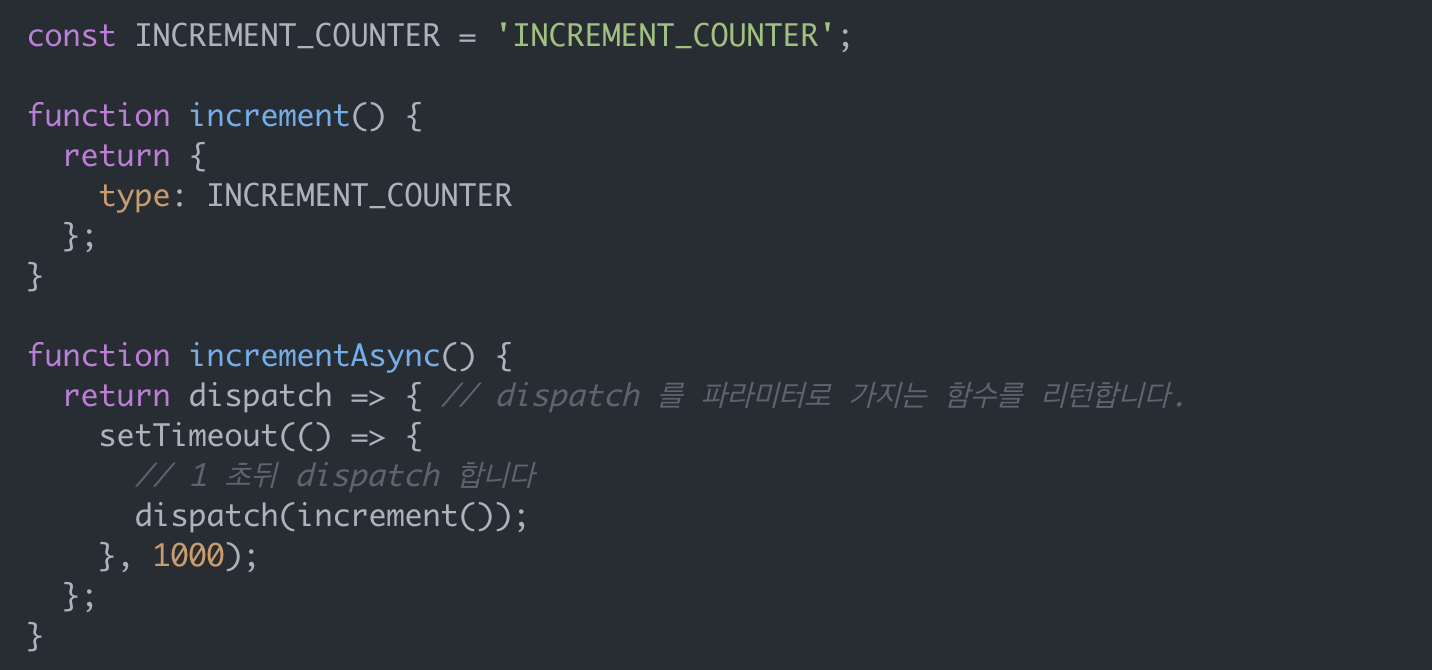 const INCREMENT_COUNTER = 'INCREMENT_COUNTER';
function increment() {
return {
type: INCREMENT_COUNTER
};
}
function incrementAsync() {
return dispatch => { // dispatch 를 파라미터로 가지는 함수를 리턴합니다.
setTimeout(() => {
// 1 초뒤 dispatch 합니다
dispatch(increment());
}, 1000);
};
}